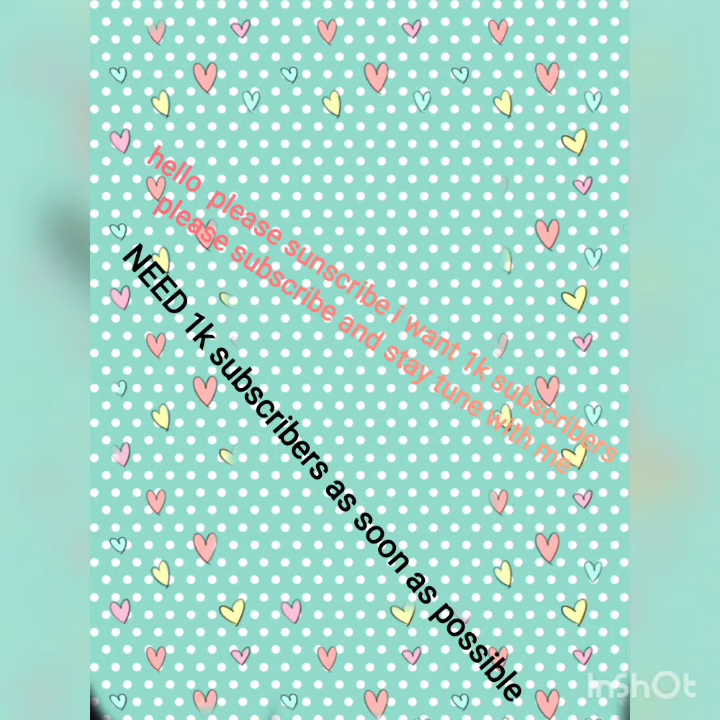 hello  please sunscribe i want 1k subscribers
please subscribe and stay tune with me
NEED 1k subscribers as soon as possible
InShOt